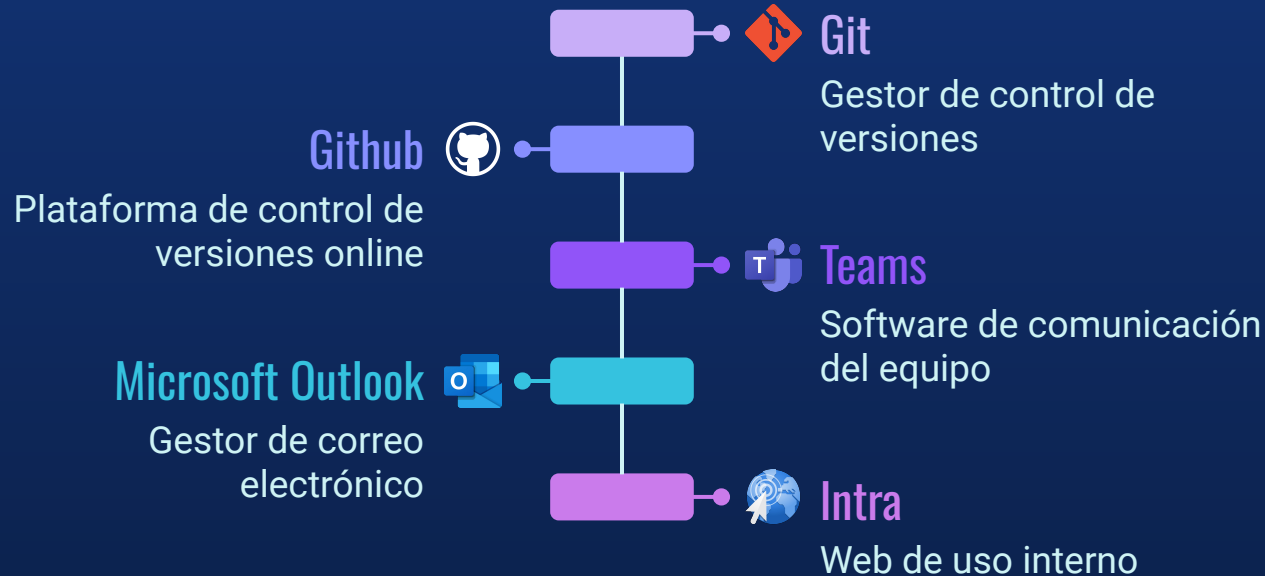 Git
Gestor de control de
versiones
Github
Plataforma de control de
versiones online
T
Teams
Software de comunicación
del equipo
Microsoft Outlook
O
Gestor de correo
electrónico
Intra
Web de uso interno